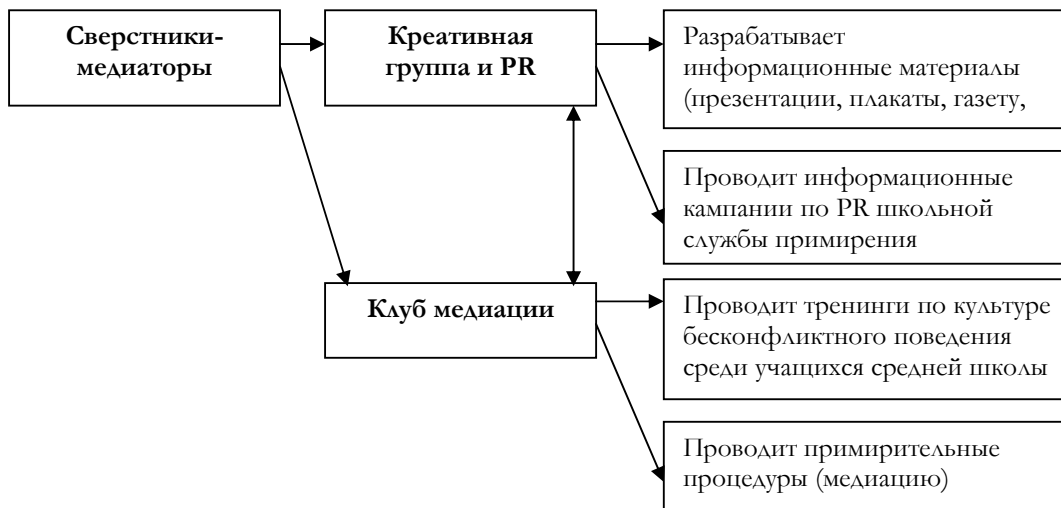 Сверстники-
медиаторы
Креативная
группа и PR
Разрабатывает
информационные материалы
(презентации, плакаты, газету,
Проводит информационные
кампании по PR школьной
службы примирения
Клуб медиации
Проводит тренинги по культуре
бесконфликтного поведения
среди учащихся средней школы
Проводит примирительные
процедуры (медиацию)